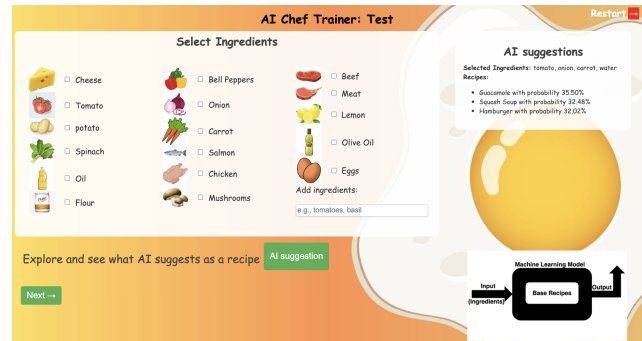 AI Chef Trainer: Test
Restart →
Select Ingredients
Cheese
Tomato
potato
Spinach
Oil
Flour
Bell Peppers
Onion
Carrot
Salmon
Chicken
Mushrooms
Beef
Meat
Lemon
Olive Oil
Eggs
Add ingredients:
e.g., tomatoes, basil
AI suggestions
Selected Ingredients: tomato, onion, carrot, water
Recipes:
Guacamole with probability 35.50%
Squash Soup with probability 32.48%
Hamburger with probability 32.02%
Explore and see what AI suggests as a recipe
AI suggestion
Next →
Machine Learning Model
Input
(Ingredients)
Base Recipes
Output